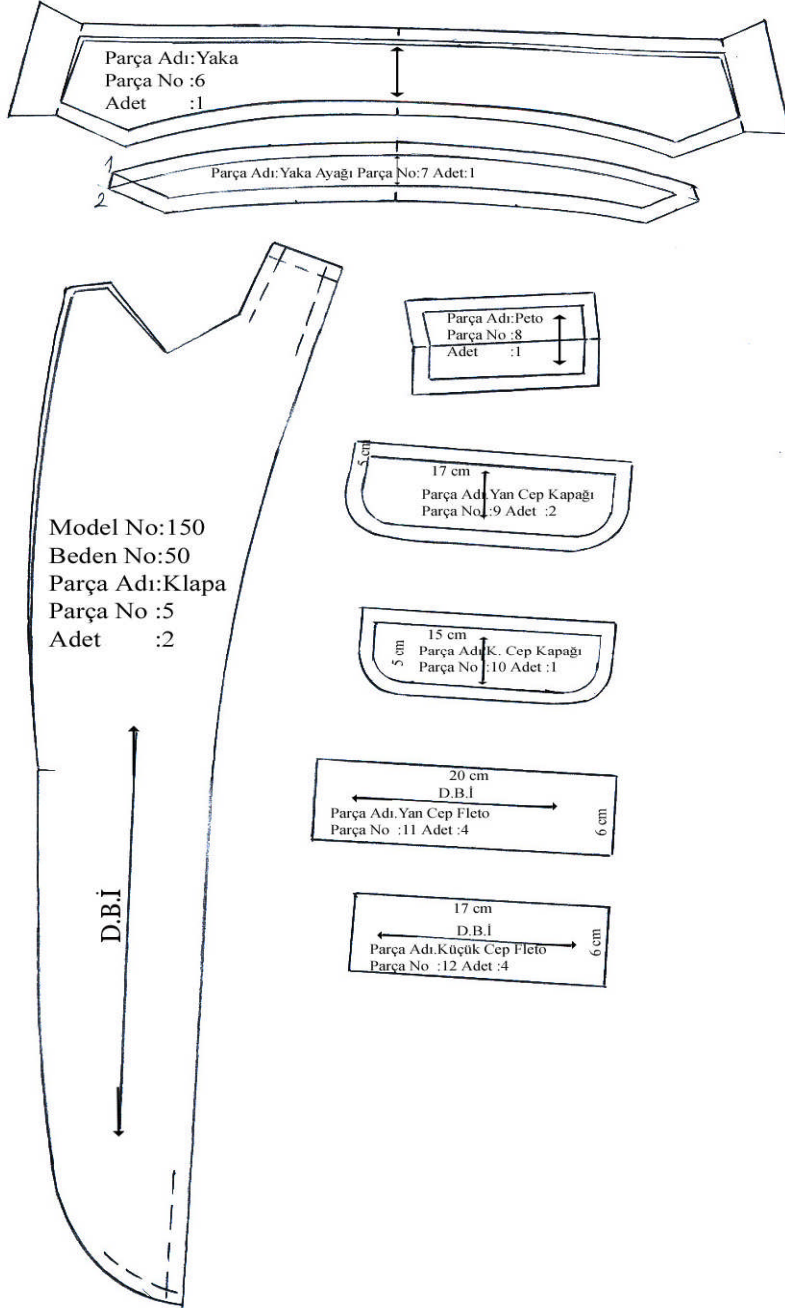 Parça Adı:Yaka
Parça No :6
Adet :1
1
2
Parça Adı:Yaka Ayağı Parça No:7 Adet:1
Parça Adı:Peto
Parça No :8
Adet :1
5 cm
17 cm
Parça Adı.Yan Cep Kapağı
Parça No :9 Adet :2
Model No:150
Beden No:50
Parça Adı:Klapa
Parça No :5
Adet :2
15 cm
5 cm
Parça Adı.K. Cep Kapağı
Parça No :10 Adet :1
D.B.İ
20 cm
D.B.İ
Parça Adı.Yan Cep Fleto
Parça No :11 Adet :4
6 cm
17 cm
D.B.İ
Parça Adı.Küçük Cep Fleto
Parça No :12 Adet :4
6 cm